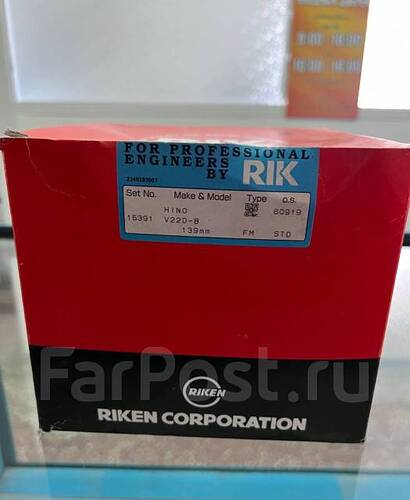 FOR PROFESSIONAL
ENGINEERS
BY RIK
Set No. Make & Model Type o.s.
HINO 60919
15391 V22D-B
139mm FM STD
FarPost.ru
RIKEN
RIKEN CORPORATION